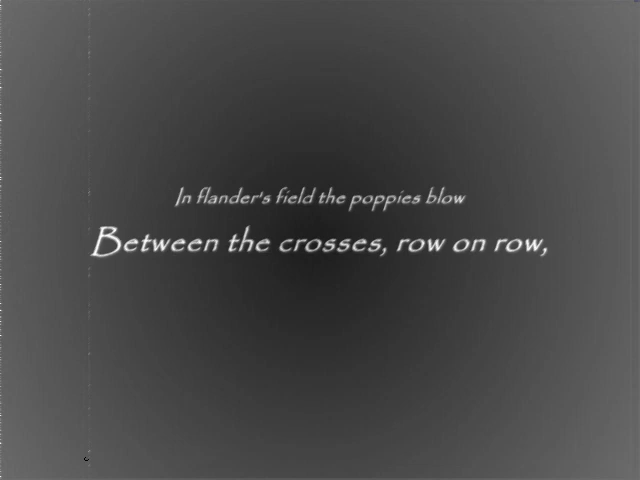 In flander's field the poppies blow
Between the crosses, row on row,